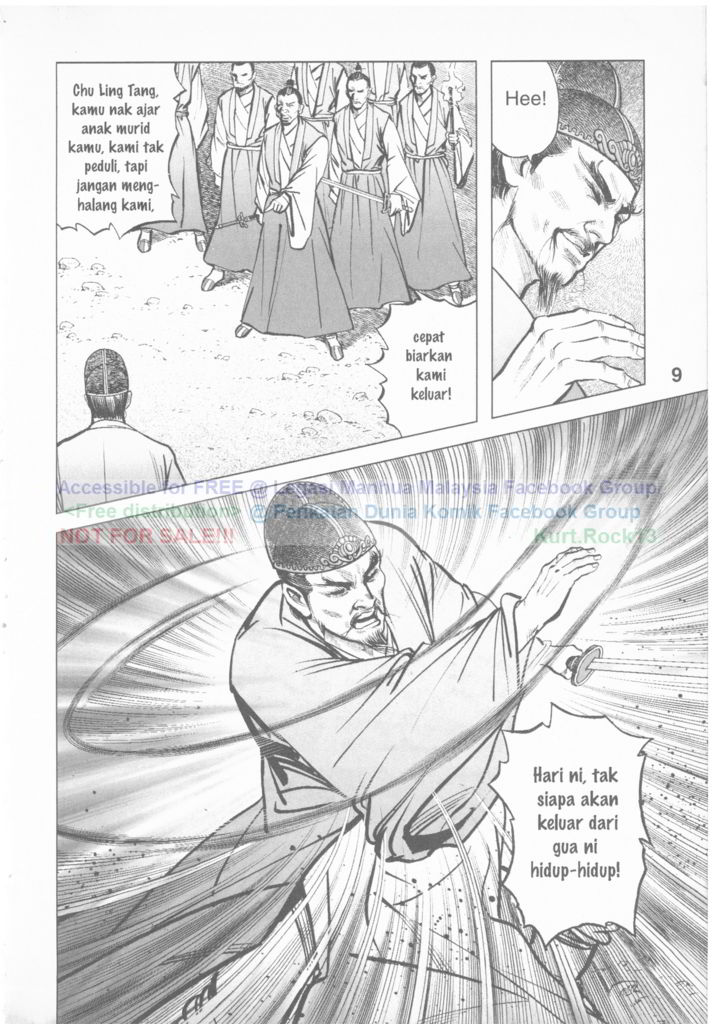 Chu Ling Tang,
kamu nak ajar
anak murid
kamu, kami tak
peduli, tapi
jangan meng-
halang kami,
cepat
biarkan
kami
keluar!
Hee!
9
Accessible for FREE @ Legasi Manhua Malaysia Facebook Group/
<Free distribution> @ Perikaian Dunia Komik Facebook Group
NOT FOR SALE!!!
Kurt.Rock13
Hari ni, tak
siapa akan
keluar dari
gua ni
hidup-hidup!